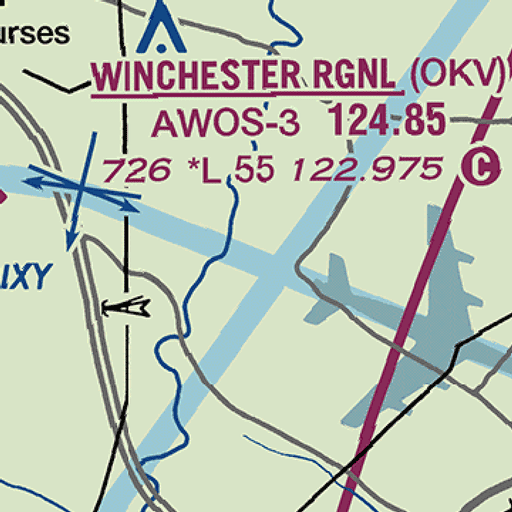 urses
WINCHESTER RGNL (OKV)
AWOS-3 124.85
726 *L 55 122.975 C
IXY